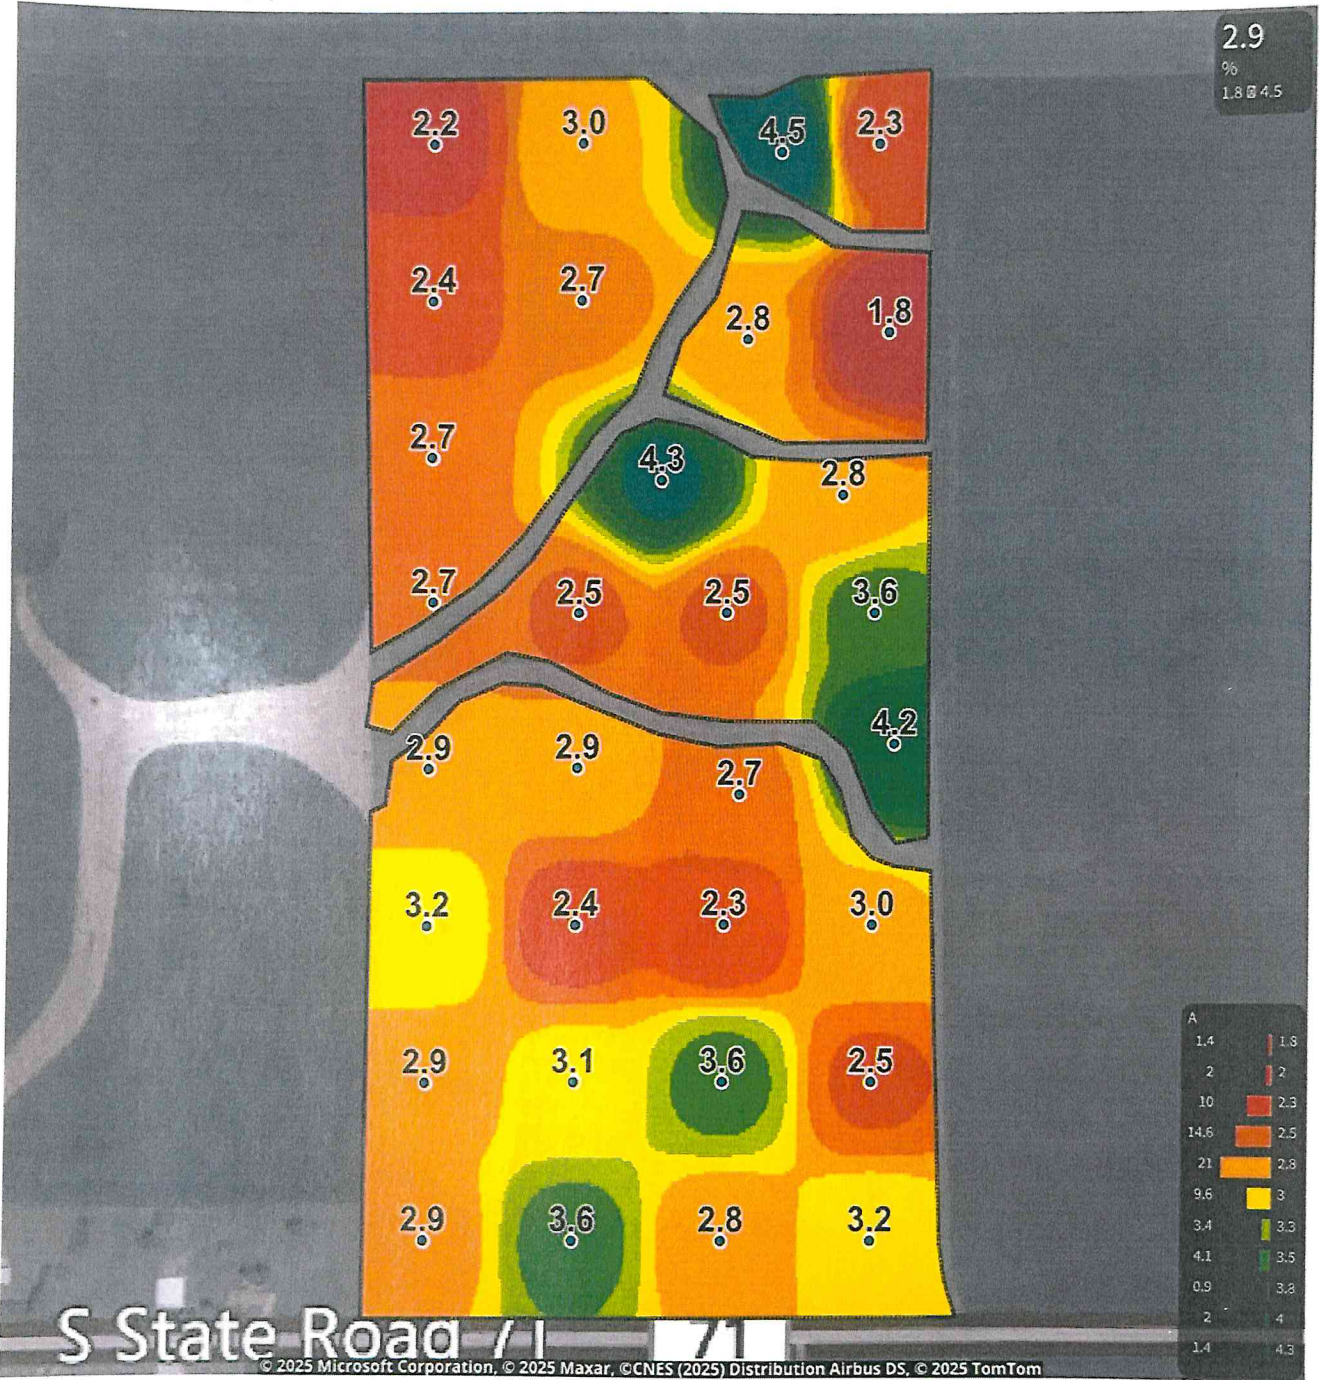 2.9
%
1.8 4.5
2.2 3.0 4.5 2.3
2.4 2.7 2.8 1.8
2.7 4.3 2.8
2.7 2.5 2.5 3.6
4.2
2.9 2.9 2.7
3.2 2.4 2.3 3.0
2.9 3.1 3.6 2.5
2.9 3.6 2.8 3.2
A
1.4 1.8
2 2
10 2.3
14.6 2.5
21 2.8
9.6 3
3.4 3.3
4.1 3.5
0.9 3.8
2 4
1.4 4.3
S State Road 71 71
© 2025 Microsoft Corporation, © 2025 Maxar, ©CNES (2025) Distribution Airbus DS, © 2025 TomTom